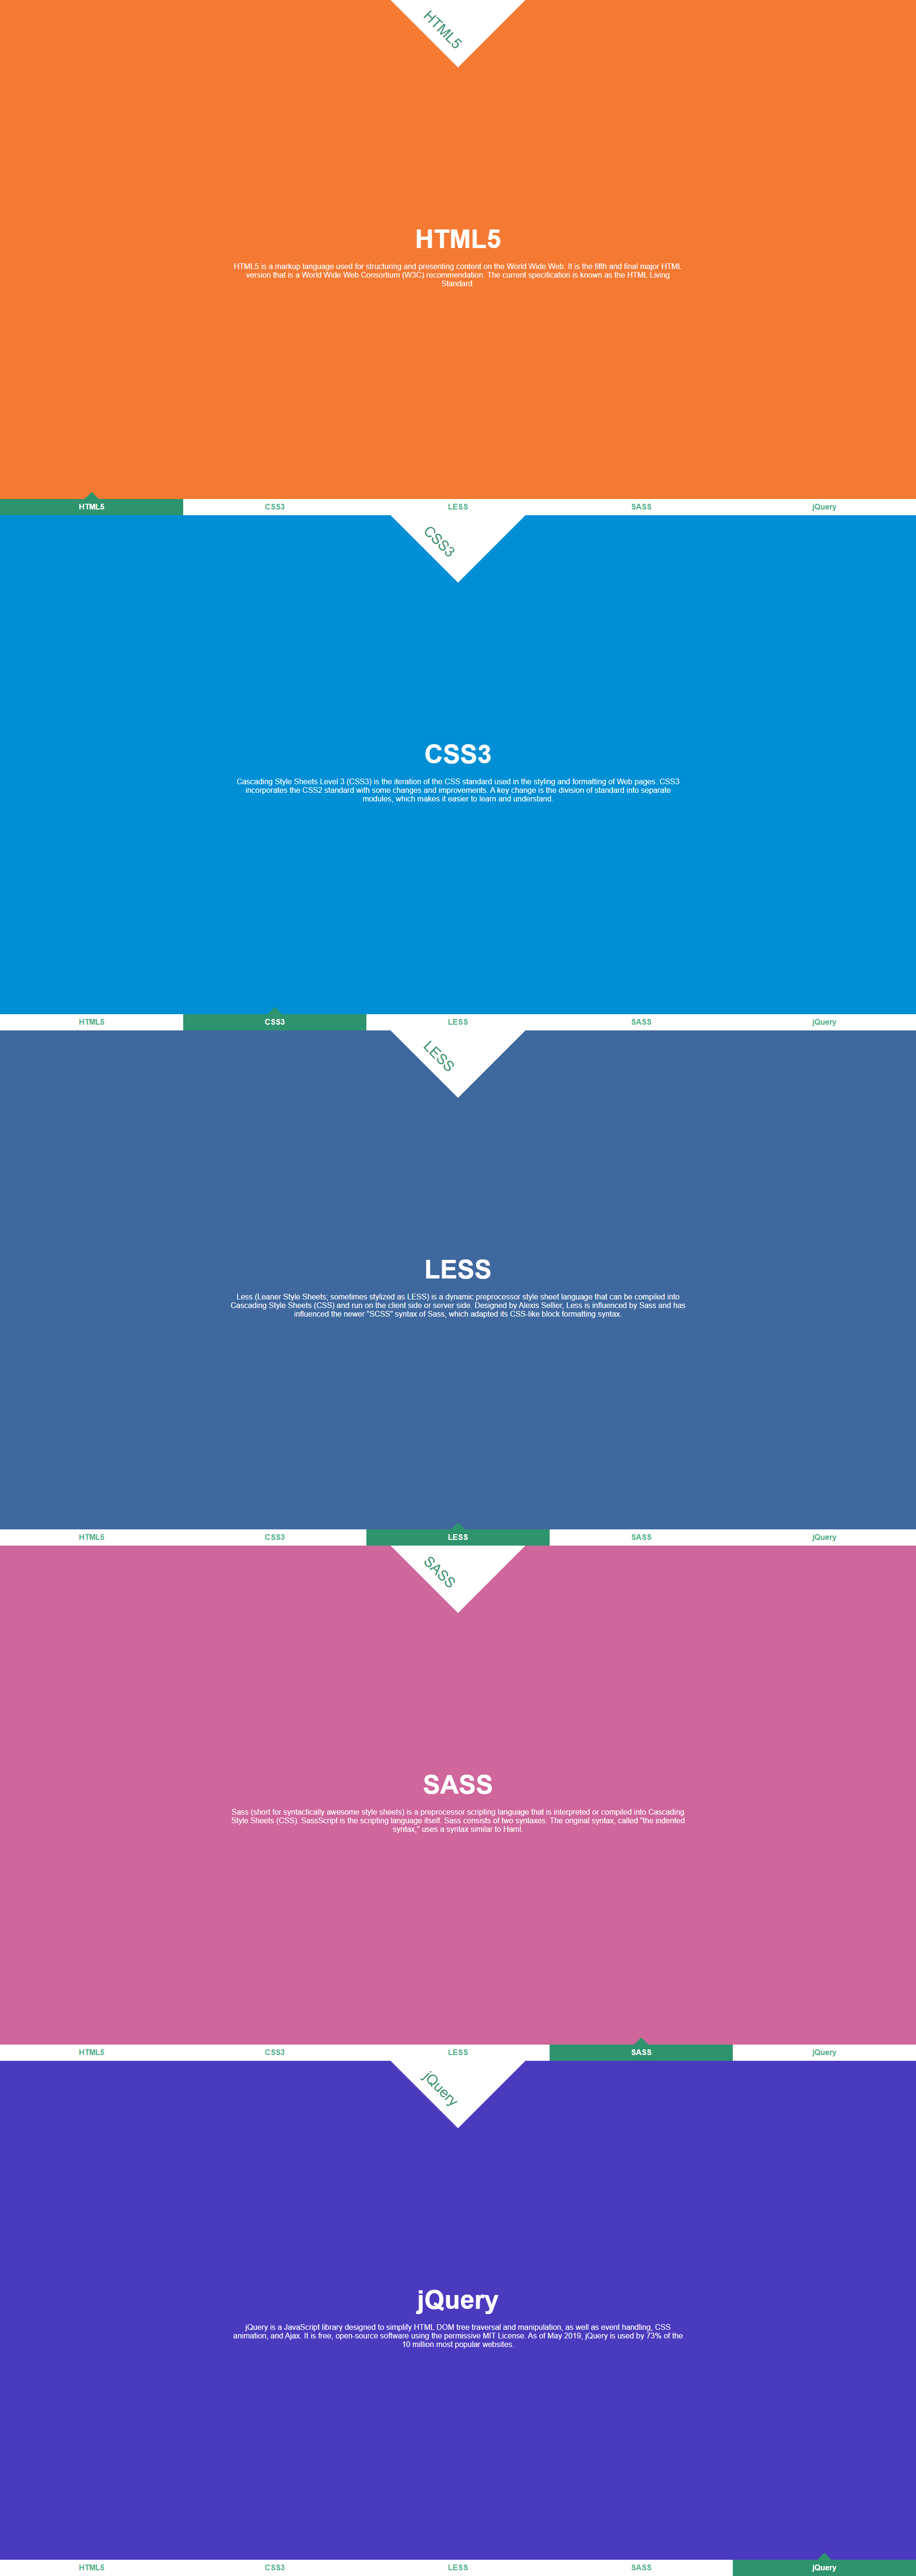 HTML5
HTML5
HTML5 is a markup language used for structuring and presenting content on the World Wide Web. It is the fifth and final major HTML
version that is a World Wide Web Consortium (W3C) recommendation. The current specification is known as the HTML Living
Standard.
HTML5 CSS3 LESS SASS jQuery
CSS3
CSS3
Cascading Style Sheets Level 3 (CSS3) is the iteration of the CSS standard used in the styling and formatting of Web pages. CSS3
incorporates the CSS2 standard with some changes and improvements. A key change is the division of standard into separate
modules, which makes it easier to learn and understand.
HTML5 CSS3 LESS SASS jQuery
LESS
LESS
Less (Leaner Style Sheets; sometimes stylized as LESS) is a dynamic preprocessor style sheet language that can be compiled into
Cascading Style Sheets (CSS) and run on the client side or server side. Designed by Alexis Sellier, Less is influenced by Sass and has
influenced the newer "SCSS" syntax of Sass, which adapted its CSS-like block formatting syntax.
HTML5 CSS3 LESS SASS jQuery
SASS
SASS
Sass (short for syntactically awesome style sheets) is a preprocessor scripting language that is interpreted or compiled into Cascading
Style Sheets (CSS). SassScript is the scripting language itself. Sass consists of two syntaxes. The original syntax, called "the indented
syntax," uses a syntax similar to Haml.
HTML5 CSS3 LESS SASS jQuery
jQuery
jQuery
jQuery is a JavaScript library designed to simplify HTML DOM tree traversal and manipulation, as well as event handling, CSS
animation, and Ajax. It is free, open-source software using the permissive MIT License. As of May 2019, jQuery is used by 73% of the
10 million most popular websites.
HTML5 CSS3 LESS SASS jQuery